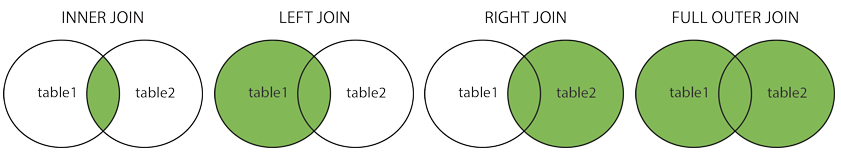 INNER JOIN
LEFT JOIN
RIGHT JOIN
FULL OUTER JOIN
table1
table2
table1
table2
table1
table2
table1
table2